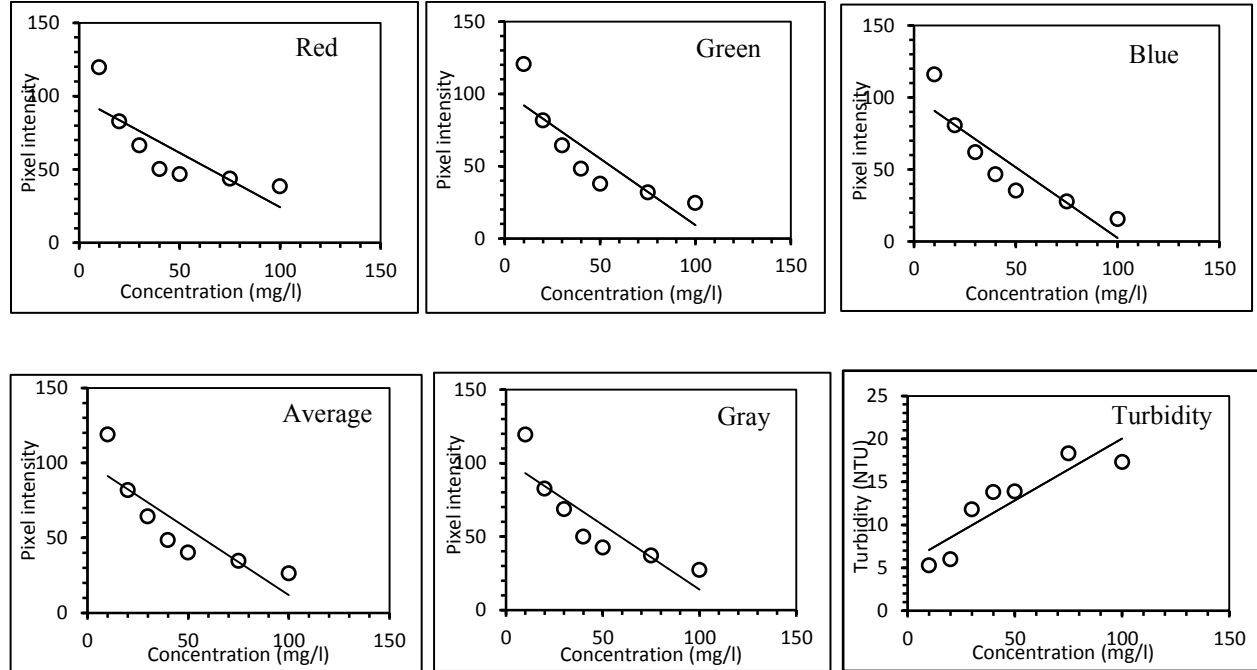 Red
Pixel intensity
150
100
50
0
0 50 100 150
Concentration (mg/l)
Green
Pixel intensity
150
100
50
0
0 50 100 150
Concentration (mg/l)
Blue
Pixel intensity
150
100
50
0
0 50 100 150
Concentration (mg/l)
Average
Pixel intensity
150
100
50
0
0 50 100 150
Concentration (mg/l)
Gray
Pixel intensity
150
100
50
0
0 50 100 150
Concentration (mg/l)
Turbidity
Turbidity (NTU)
25
20
15
10
5
0
0 50 100 150
Concentration (mg/l)